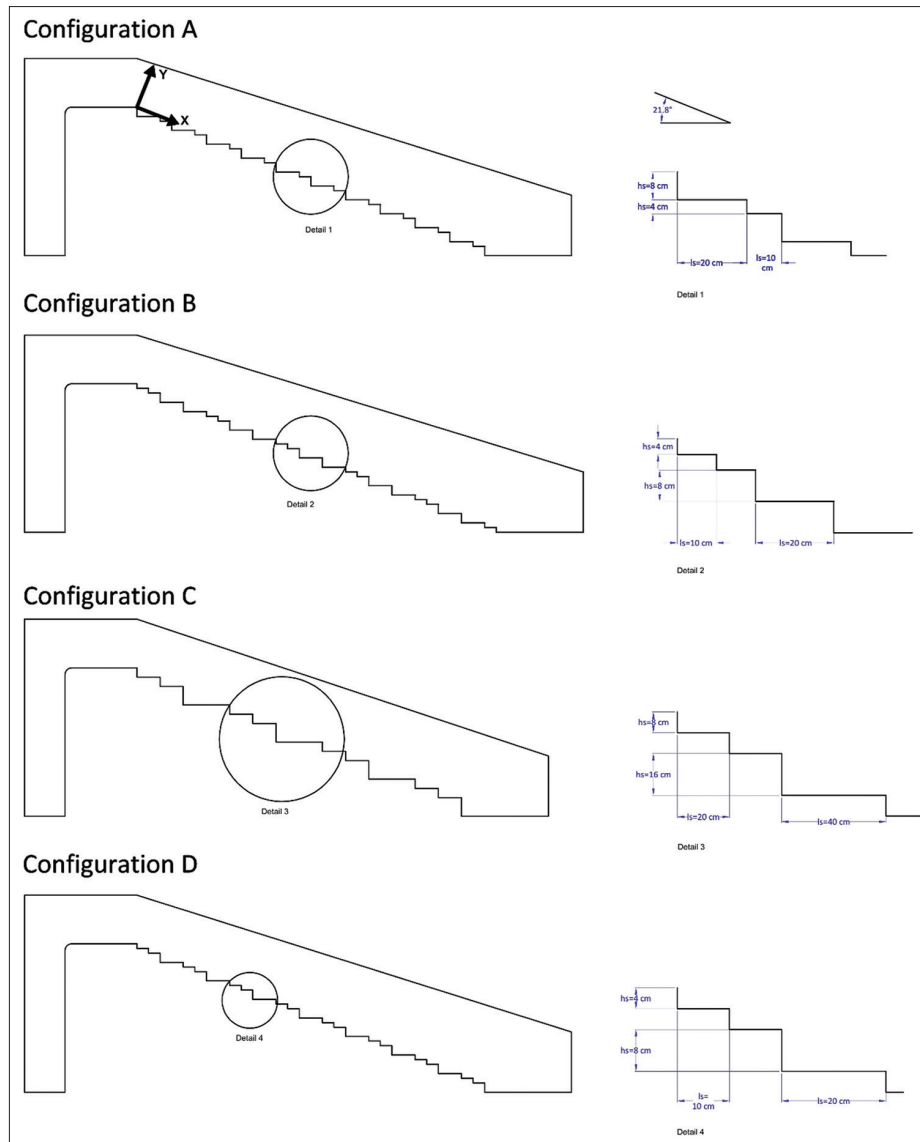 Configuration A
Y
X
Detail 1
21.8°
hs=8 cm
hs=4 cm
ls=20 cm
ls=10
cm
Detail 1
Configuration B
Detail 2
hs=4 cm
hs=8 cm
ls=10 cm
ls=20 cm
Detail 2
Configuration C
Detail 3
hs=8 cm
hs=16 cm
ls=20 cm
ls=40 cm
Detail 3
Configuration D
Detail 4
hs=4 cm
hs=8 cm
ls=
10 cm
ls=20 cm
Detail 4